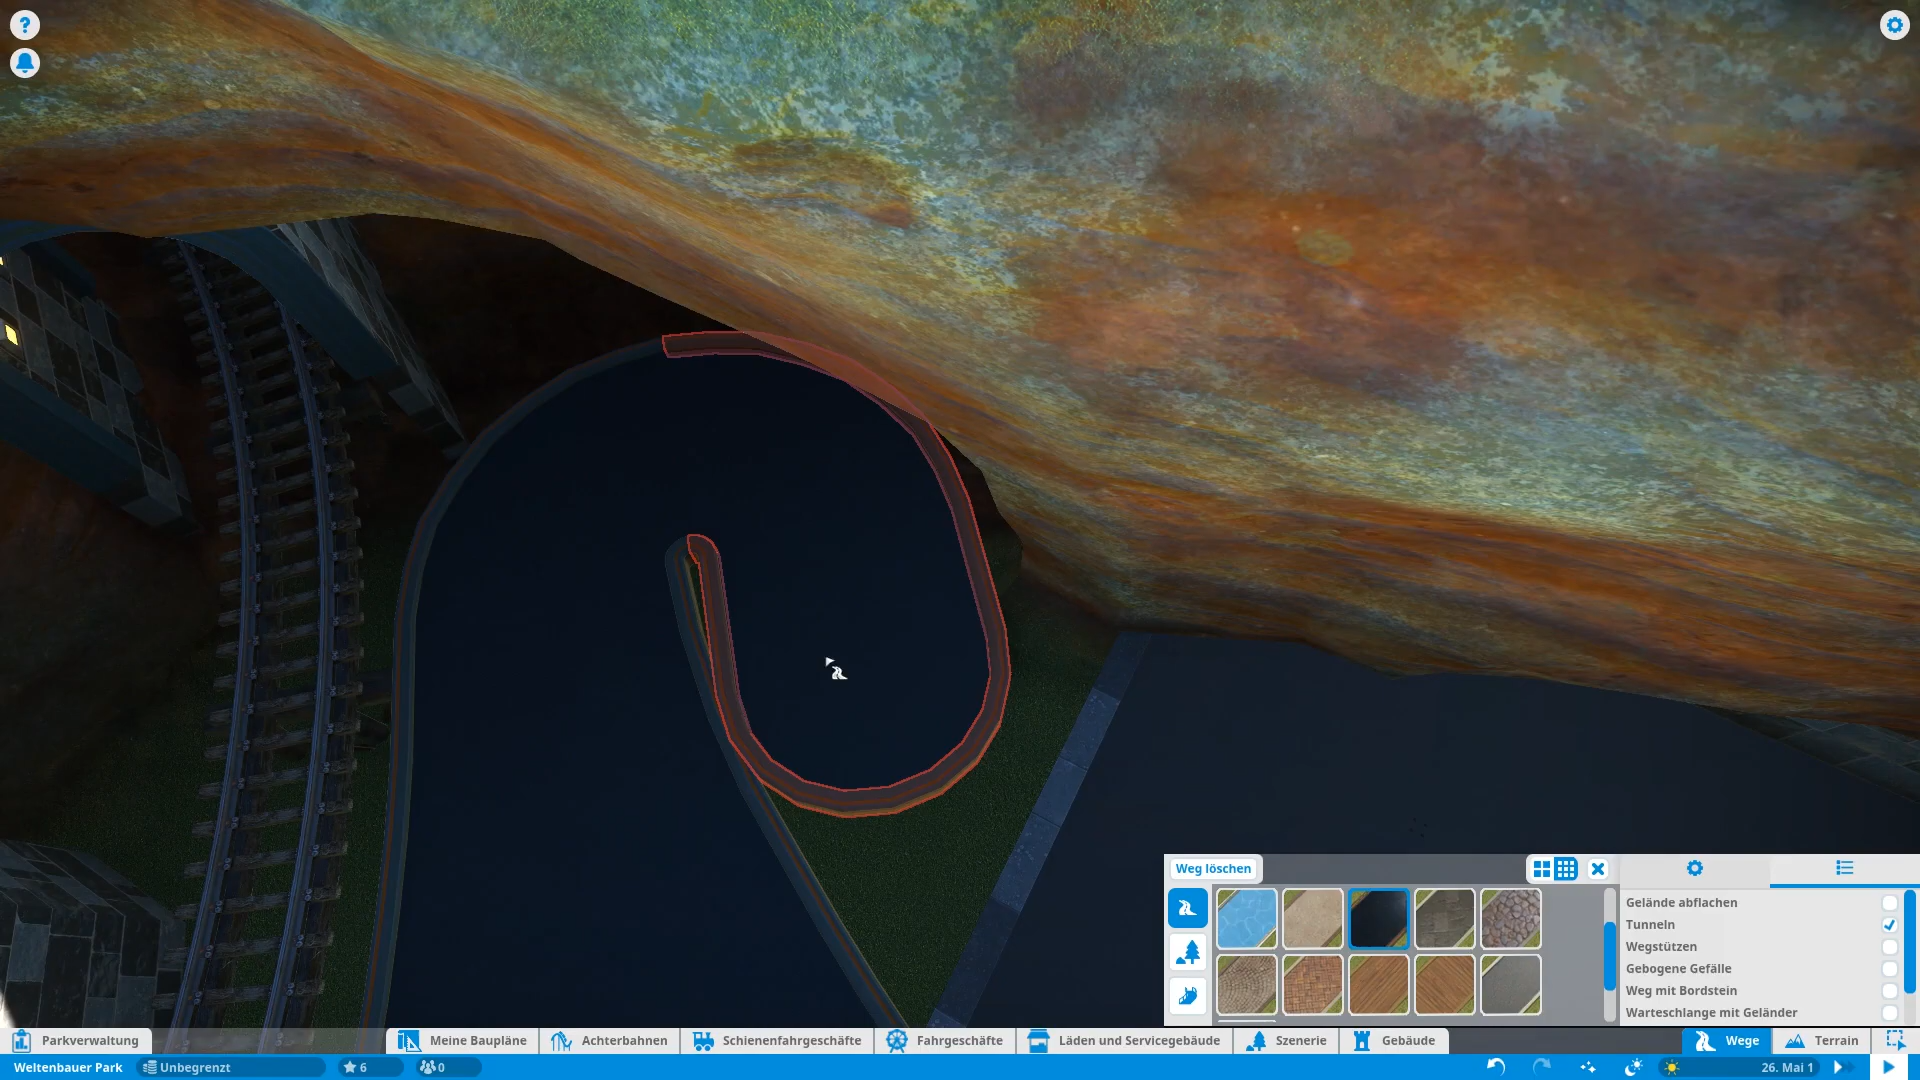 ?
Weg löschen
Gelände abflachen
Tunneln
Wegstützen
Gebogene Gefälle
Weg mit Bordstein
Warteschlange mit Geländer
Parkverwaltung
Meine Baupläne
Achterbahnen
Schienenfahrgeschäfte
Fahrgeschäfte
Läden und Servicegebäude
Szenerie
Gebäude
Wege
Terrain
Weltenbauer Park
Unbegrenzt
6
0
26. Mai 1